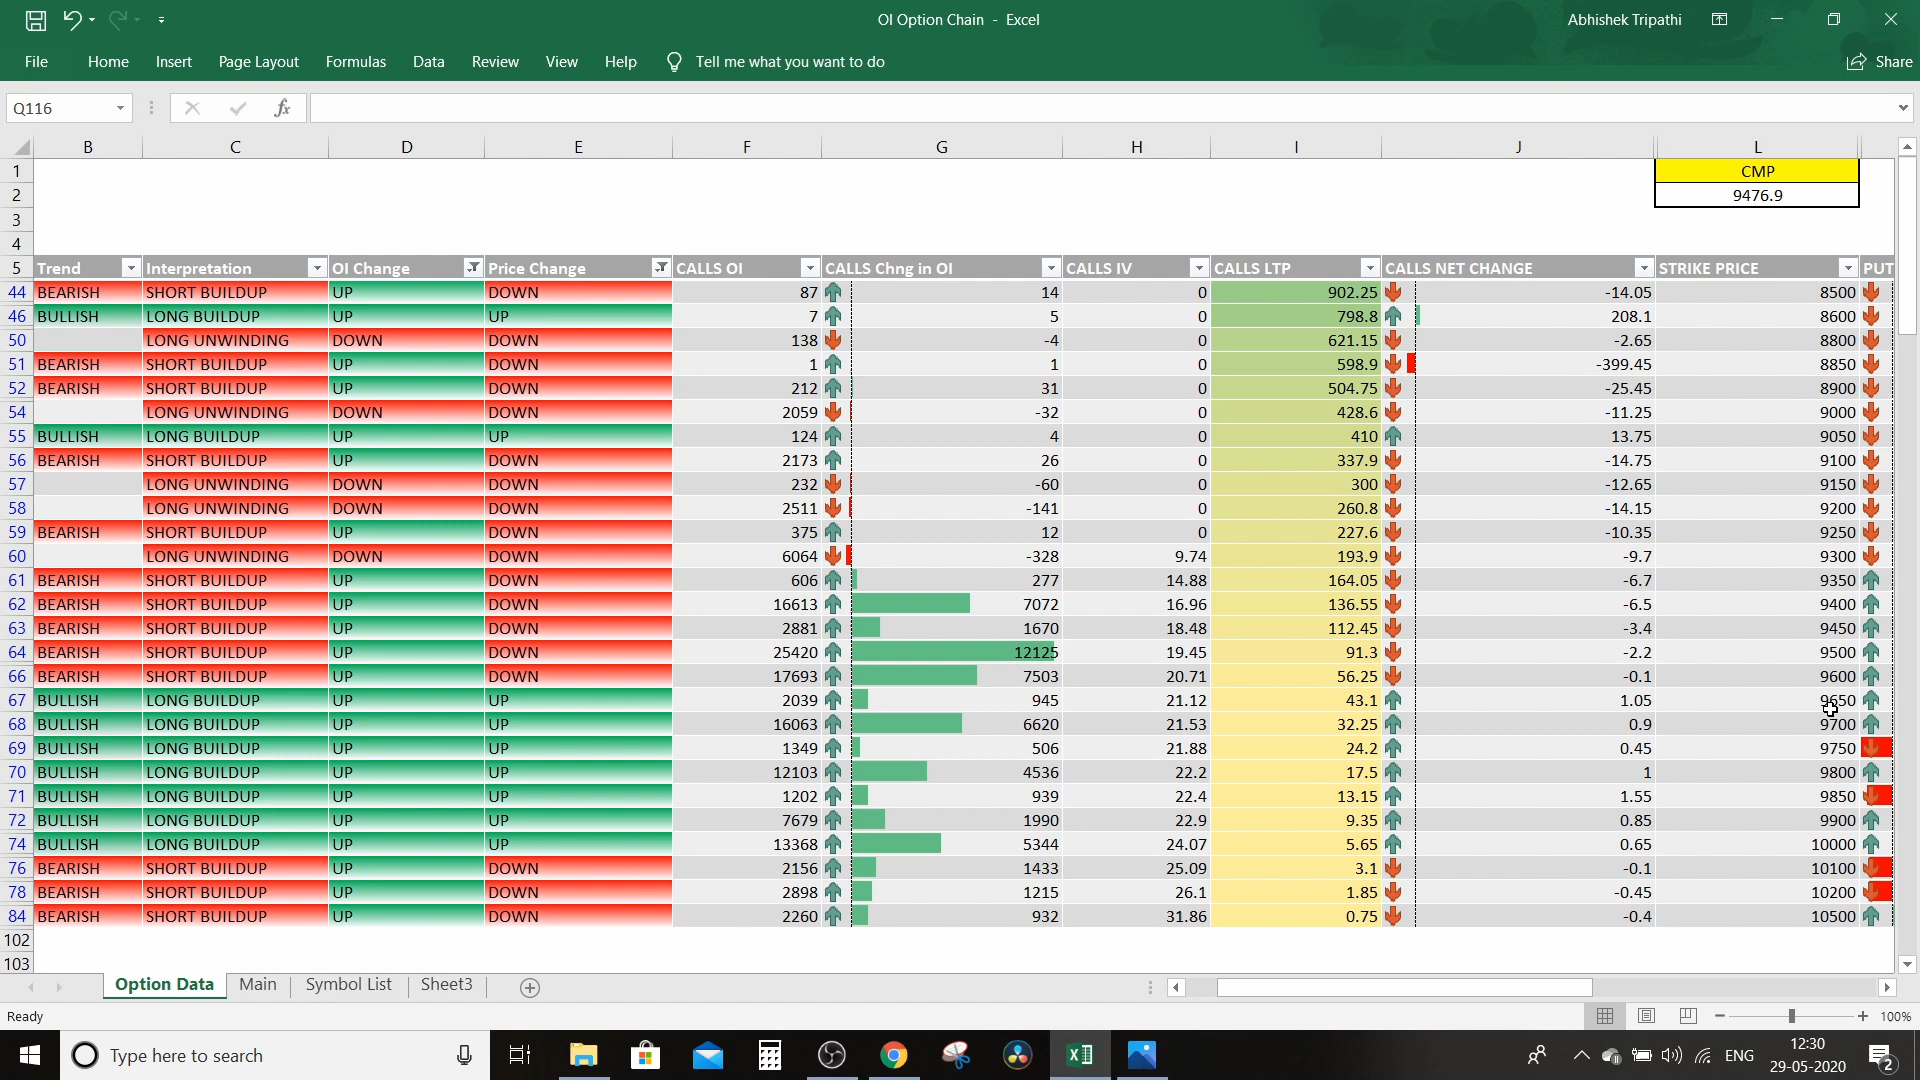 OI Option Chain - Excel
Abhishek Tripathi
File Home Insert Page Layout Formulas Data Review View Help Tell me what you want to do Share
Q116 fx
B C D E F G H I J L
1 CMP
2 9476.9
3
4
5 Trend Interpretation OI Change Price Change CALLS OI CALLS Chng in OI CALLS IV CALLS LTP CALLS NET CHANGE STRIKE PRICE PUT
44 BEARISH SHORT BUILDUP UP DOWN 87 14 0 902.25 -14.05 8500
46 BULLISH LONG BUILDUP UP UP 7 5 0 798.8 208.1 8600
50 LONG UNWINDING DOWN DOWN 138 -4 0 621.15 -2.65 8800
51 BEARISH SHORT BUILDUP UP DOWN 1 1 0 598.9 -399.45 8850
52 BEARISH SHORT BUILDUP UP DOWN 212 31 0 504.75 -25.45 8900
54 LONG UNWINDING DOWN DOWN 2059 -32 0 428.6 -11.25 9000
55 BULLISH LONG BUILDUP UP UP 124 4 0 410 13.75 9050
56 BEARISH SHORT BUILDUP UP DOWN 2173 26 0 337.9 -14.75 9100
57 LONG UNWINDING DOWN DOWN 232 -60 0 300 -12.65 9150
58 LONG UNWINDING DOWN DOWN 2511 -141 0 260.8 -14.15 9200
59 BEARISH SHORT BUILDUP UP DOWN 375 12 0 227.6 -10.35 9250
60 LONG UNWINDING DOWN DOWN 6064 -328 9.74 193.9 -9.7 9300
61 BEARISH SHORT BUILDUP UP DOWN 606 277 14.88 164.05 -6.7 9350
62 BEARISH SHORT BUILDUP UP DOWN 16613 7072 16.96 136.55 -6.5 9400
63 BEARISH SHORT BUILDUP UP DOWN 2881 1670 18.48 112.45 -3.4 9450
64 BEARISH SHORT BUILDUP UP DOWN 25420 12125 19.45 91.3 -2.2 9500
66 BEARISH SHORT BUILDUP UP DOWN 17693 7503 20.71 56.25 -0.1 9600
67 BULLISH LONG BUILDUP UP UP 2039 945 21.12 43.1 1.05 9650
68 BULLISH LONG BUILDUP UP UP 16063 6620 21.53 32.25 0.9 9700
69 BULLISH LONG BUILDUP UP UP 1349 506 21.88 24.2 0.45 9750
70 BULLISH LONG BUILDUP UP UP 12103 4536 22.2 17.5 1 9800
71 BULLISH LONG BUILDUP UP UP 1202 939 22.4 13.15 1.55 9850
72 BULLISH LONG BUILDUP UP UP 7679 1990 22.9 9.35 0.85 9900
74 BULLISH LONG BUILDUP UP UP 13368 5344 24.07 5.65 0.65 10000
76 BEARISH SHORT BUILDUP UP DOWN 2156 1433 25.09 3.1 -0.1 10100
78 BEARISH SHORT BUILDUP UP DOWN 2898 1215 26.1 1.85 -0.45 10200
84 BEARISH SHORT BUILDUP UP DOWN 2260 932 31.86 0.75 -0.4 10500
102
103
Option Data Main Symbol List Sheet3
Ready 100%
Type here to search ENG 12:30
29-05-2020 2